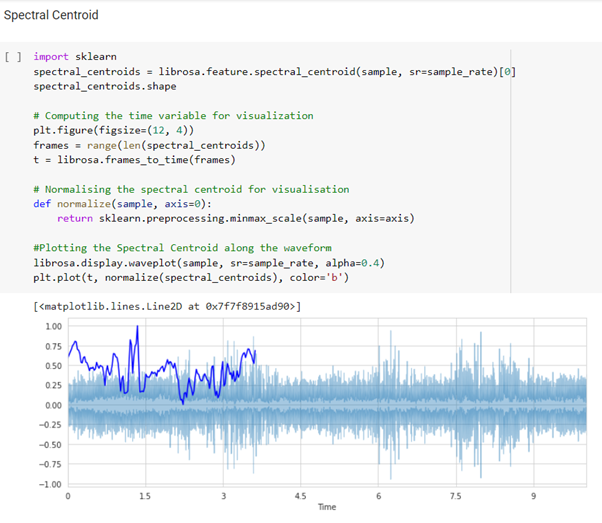 Spectral Centroid
[ ] import sklearn
spectral_centroids = librosa.feature.spectral_centroid(sample, sr=sample_rate)[0]
spectral_centroids.shape
# Computing the time variable for visualization
plt.figure(figsize=(12, 4))
frames = range(len(spectral_centroids))
t = librosa.frames_to_time(frames)
# Normalising the spectral centroid for visualisation
def normalize(sample, axis=0):
    return sklearn.preprocessing.minmax_scale(sample, axis=axis)
#Plotting the Spectral Centroid along the waveform
librosa.display.waveplot(sample, sr=sample_rate, alpha=0.4)
plt.plot(t, normalize(spectral_centroids), color='b')
[<matplotlib.lines.Line2D at 0x7f7f8915ad90>]
1.00
0.75
0.50
0.25
0.00
−0.25
−0.50
−0.75
−1.00
0 1.5 3 4.5 6 7.5 9
Time